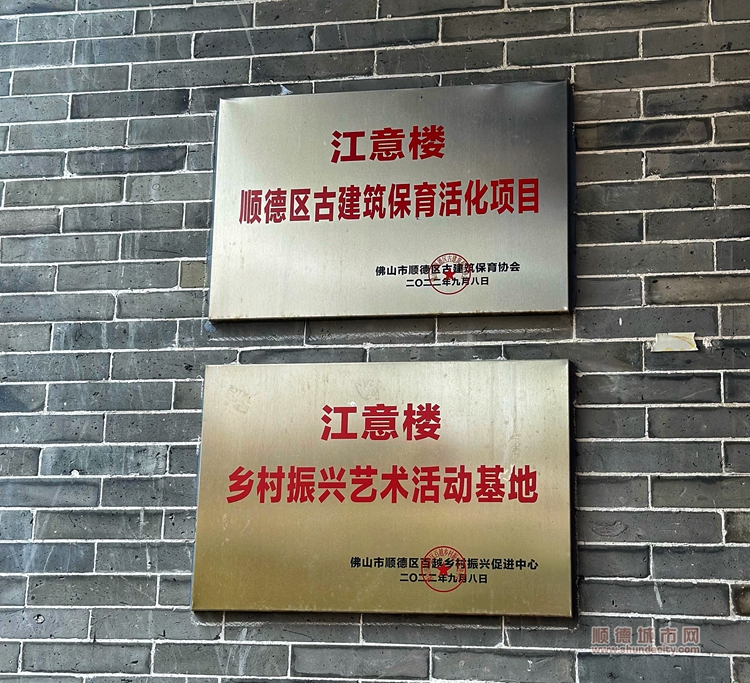 江意楼
顺德区古建筑保育活化项目
佛山市顺德区古建筑保育协会
二〇二二年九月八日
江意楼
乡村振兴艺术活动基地
佛山市顺德区百越乡村振兴促进中心
二〇二二年九月八日
顺德城市网
www.shundecity.com